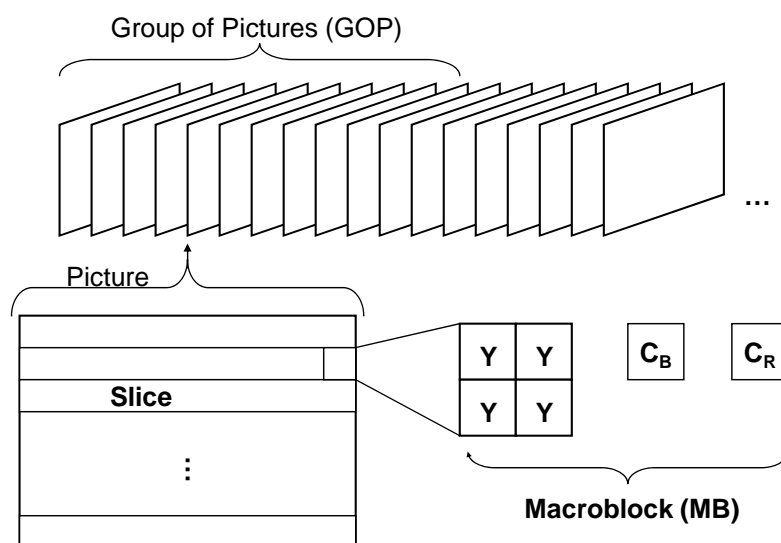 Group of Pictures (GOP)
...
Picture
Slice
...
Y Y
Y Y
C_B
C_R
Macroblock (MB)